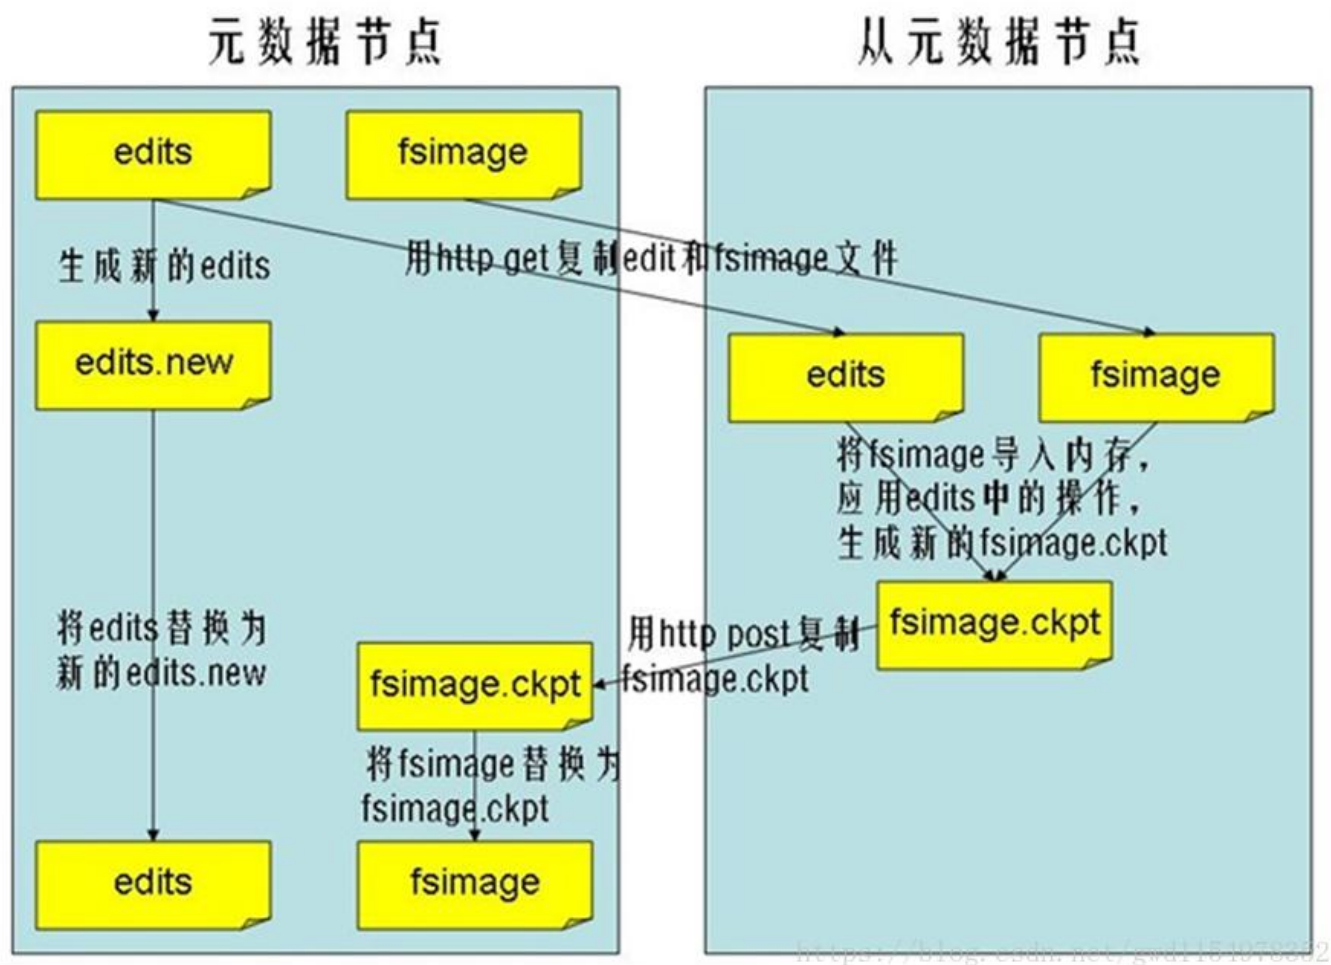 元数据节点
从元数据节点
edits
fsimage
生成新的edits
用http get复制edit和fsimage文件
edits.new
edits
fsimage
将fsimage导入内存，
应用edits中的操作，
生成新的fsimage.ckpt
fsimage.ckpt
用http post复制
fsimage.ckpt
将edits替换为
新的edits.new
fsimage.ckpt
将fsimage替换为
fsimage.ckpt
edits
fsimage